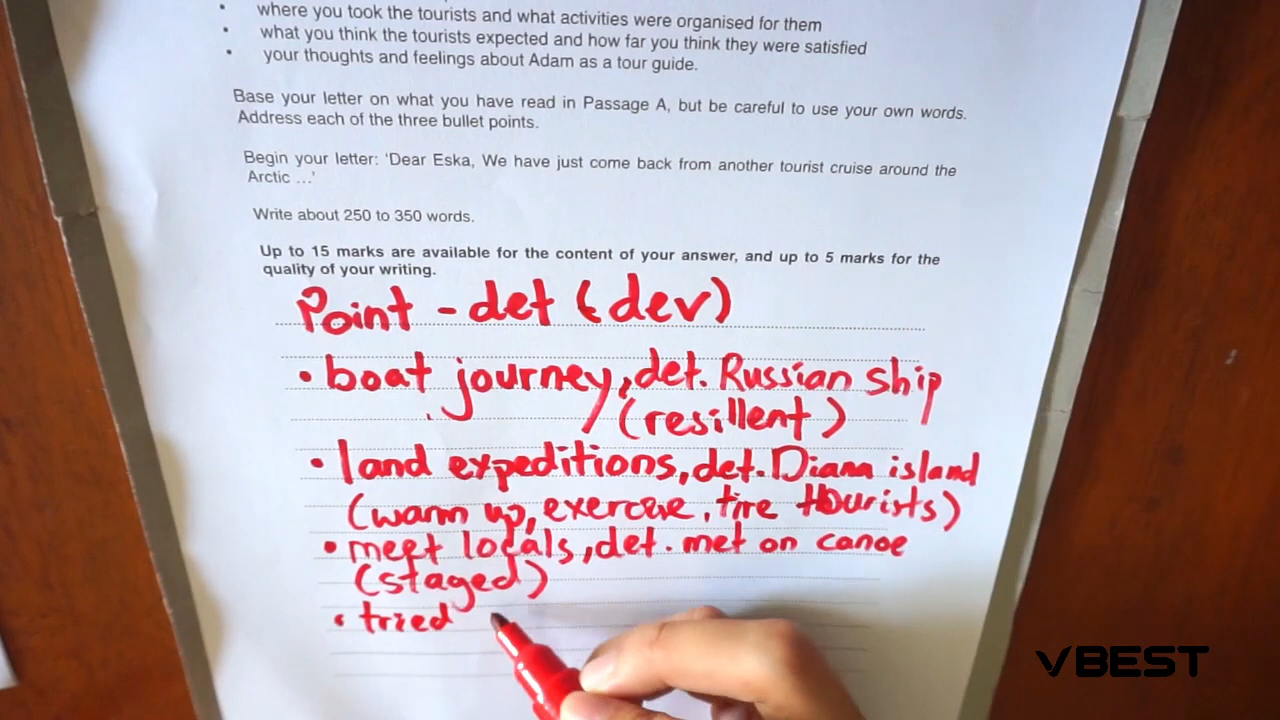 where you took the tourists and what activities were organised for them
what you think the tourists expected and how far you think they were satisfied
your thoughts and feelings about Adam as a tour guide.
Base your letter on what you have read in Passage A, but be careful to use your own words.
Address each of the three bullet points.
Begin your letter: ‘Dear Eska, We have just come back from another tourist cruise around the
Arctic …’
Write about 250 to 350 words.
Up to 15 marks are available for the content of your answer, and up to 5 marks for the
quality of your writing.
Point - det (dev)
• boat journey, det. Russian ship
(resillent)
• land expeditions, det. Diana island
(warm up, exercise, tire tourists)
• meet locals, det. met on canoe
(staged)
• tried
VBEST